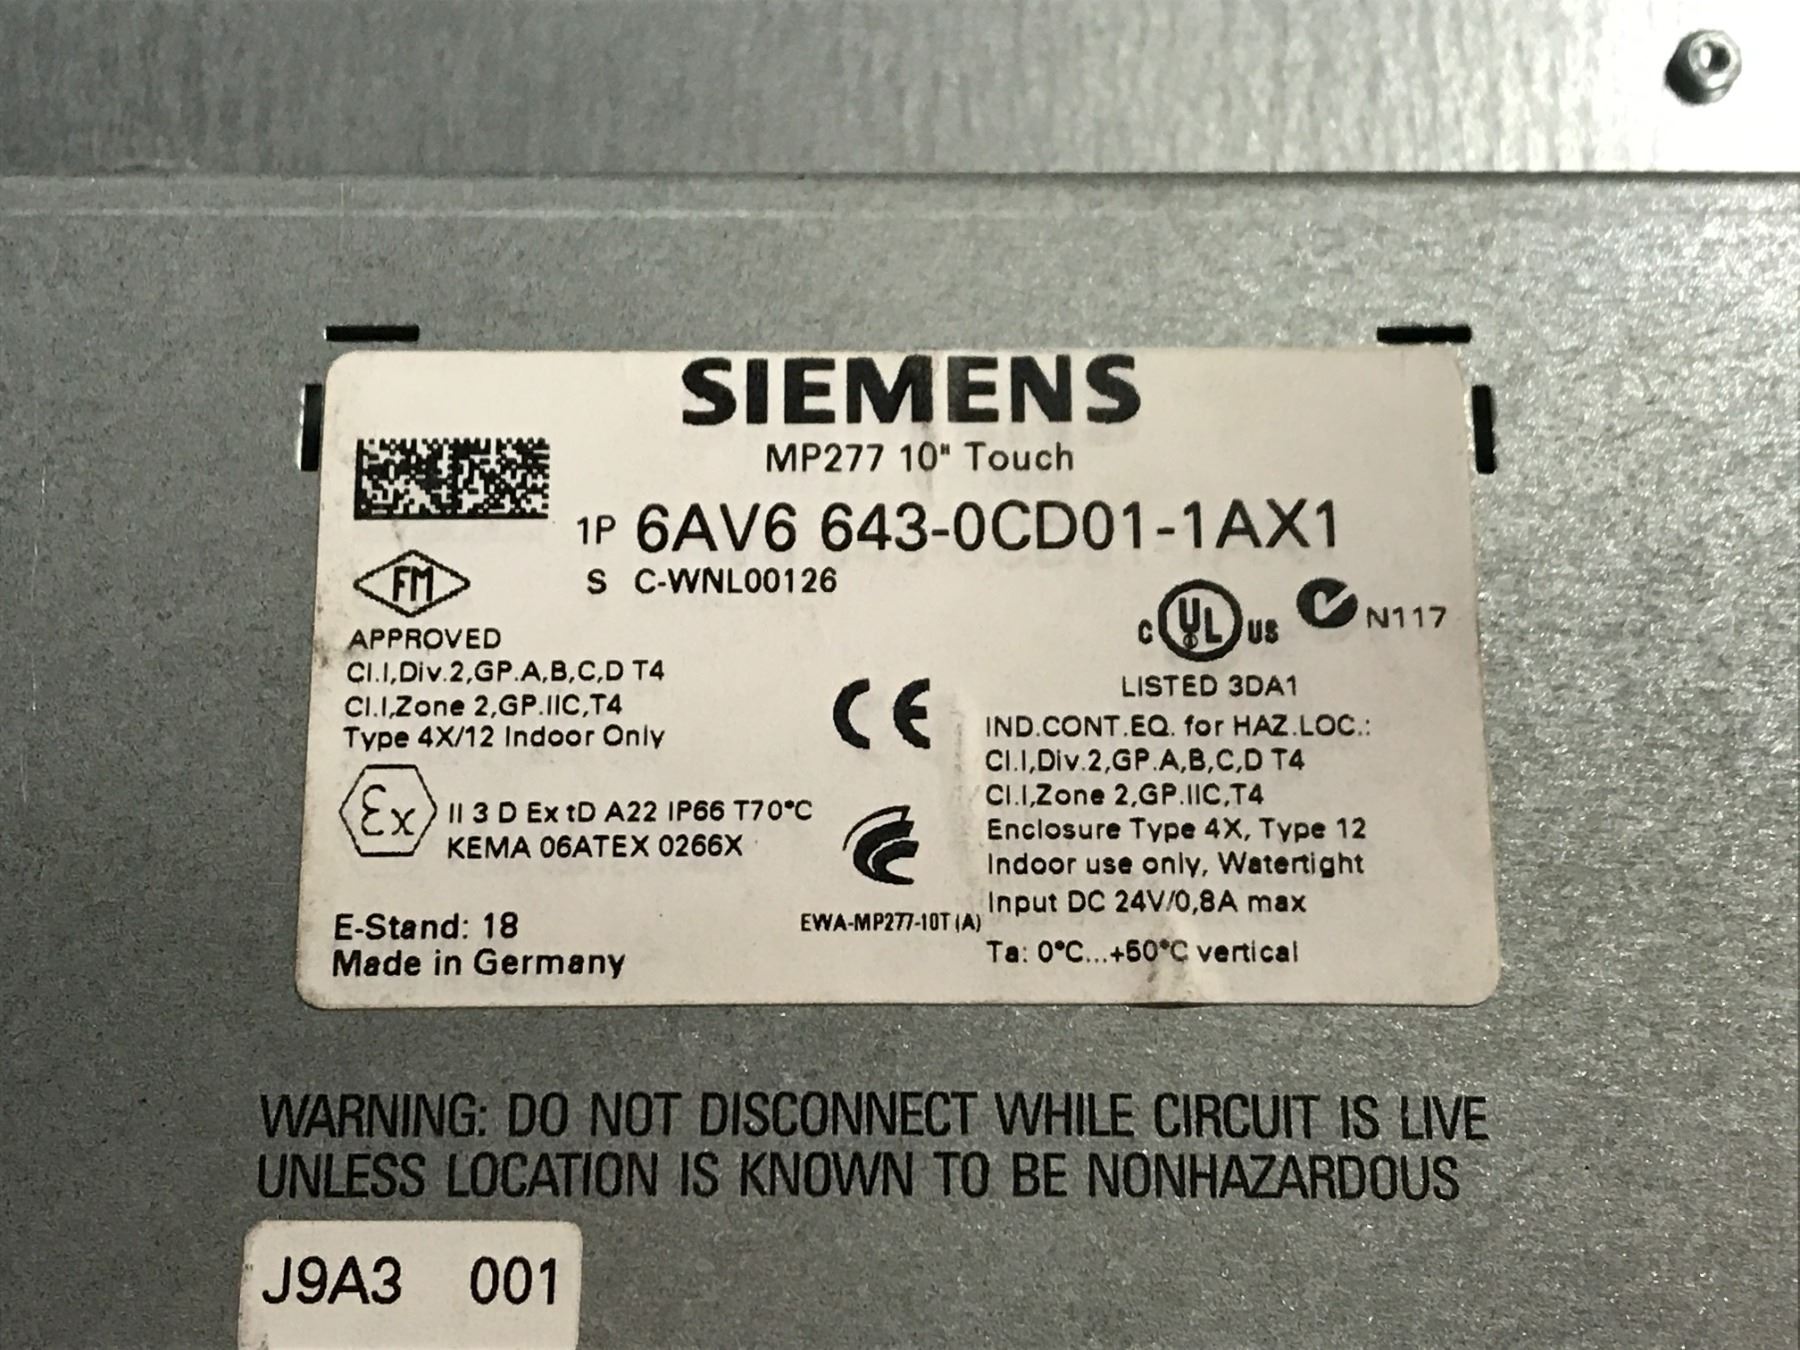 SIEMENS
MP277 10" Touch
1P 6AV6 643-0CD01-1AX1
S C-WNL00126
FM
APPROVED
Cl.I,Div.2,GP.A,B,C,D T4
Cl.I,Zone 2,GP.IIC,T4
Type 4X/12 Indoor Only
Ex II 3 D Ex tD A22 IP66 T70°C
KEMA 06ATEX 0266X
E-Stand: 18
Made in Germany
CE
EWA-MP277-10T(A)
C UL US N117
LISTED 3DA1
IND.CONT.EQ. for HAZ.LOC.:
Cl.I,Div.2,GP.A,B,C,D T4
Cl.I,Zone 2,GP.IIC,T4
Enclosure Type 4X, Type 12
Indoor use only, Watertight
Input DC 24V/0,8A max
Ta: 0°C...+50°C vertical
WARNING: DO NOT DISCONNECT WHILE CIRCUIT IS LIVE
UNLESS LOCATION IS KNOWN TO BE NONHAZARDOUS
J9A3 001